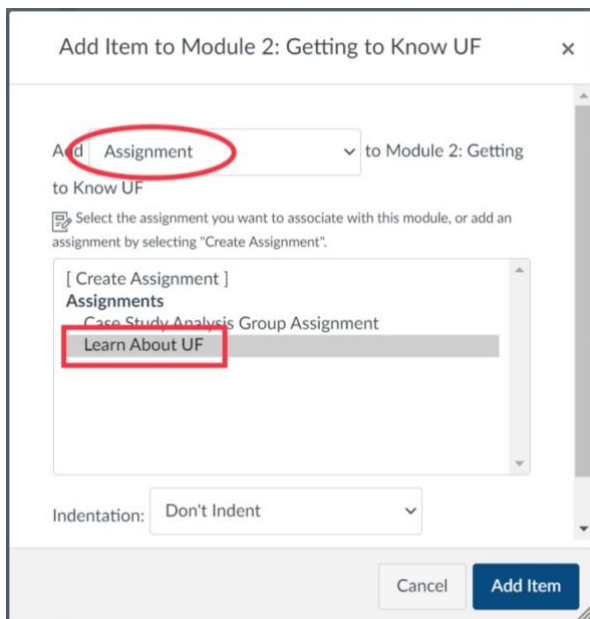 Add Item to Module 2: Getting to Know UF ×
Add Assignment to Module 2: Getting
to Know UF
Select the assignment you want to associate with this module, or add an
assignment by selecting "Create Assignment".
[ Create Assignment ]
Assignments
Case Study Analysis Group Assignment
Learn About UF
Indentation: Don't Indent
Cancel Add Item